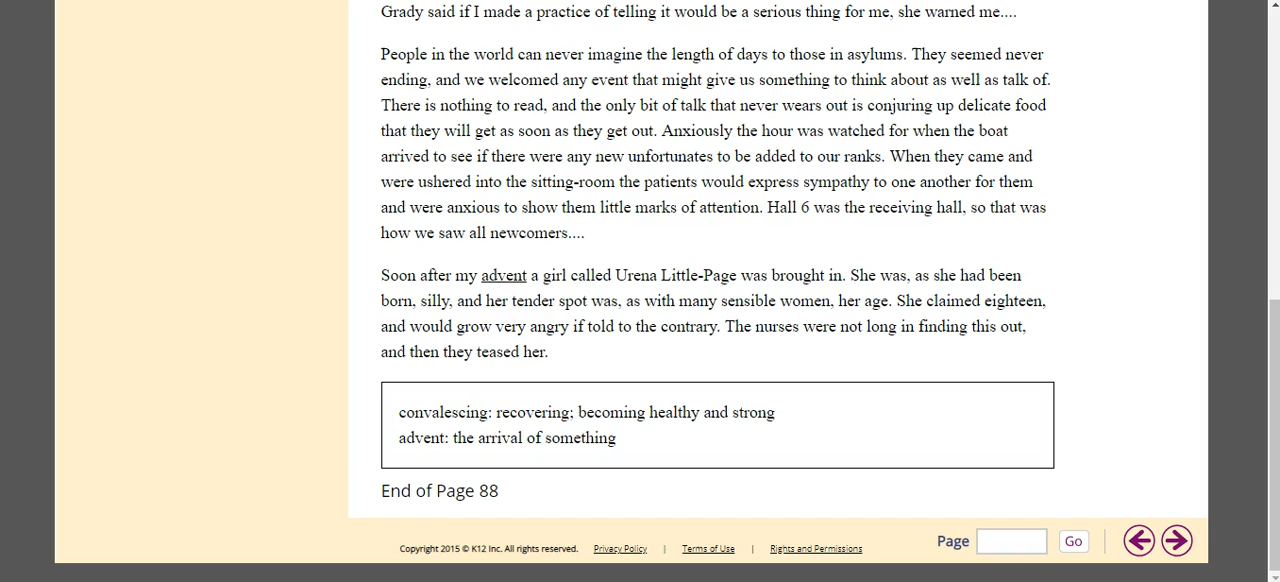 Grady said if I made a practice of telling it would be a serious thing for me, she warned me....
People in the world can never imagine the length of days to those in asylums. They seemed never
ending, and we welcomed any event that might give us something to think about as well as talk of.
There is nothing to read, and the only bit of talk that never wears out is conjuring up delicate food
that they will get as soon as they get out. Anxiously the hour was watched for when the boat
arrived to see if there were any new unfortunates to be added to our ranks. When they came and
were ushered into the sitting-room the patients would express sympathy to one another for them
and were anxious to show them little marks of attention. Hall 6 was the receiving hall, so that was
how we saw all newcomers....
Soon after my advent a girl called Urena Little-Page was brought in. She was, as she had been
born, silly, and her tender spot was, as with many sensible women, her age. She claimed eighteen,
and would grow very angry if told to the contrary. The nurses were not long in finding this out,
and then they teased her.
convalescing: recovering; becoming healthy and strong
advent: the arrival of something
End of Page 88
Copyright 2015 © K12 Inc. All rights reserved. Privacy Policy | Terms of Use | Rights and Permissions Page Go